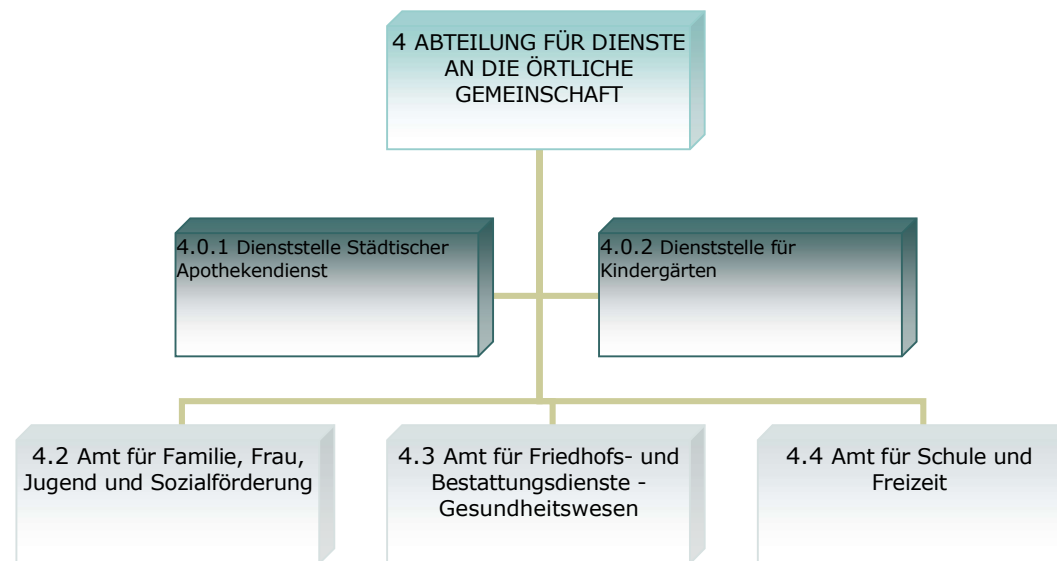 4 ABTEILUNG FÜR DIENSTE
AN DIE ÖRTLICHE
GEMEINSCHAFT
4.0.1 Dienststelle Städtischer
Apothekendienst
4.0.2 Dienststelle für
Kindergärten
4.2 Amt für Familie, Frau,
Jugend und Sozialförderung
4.3 Amt für Friedhofs- und
Bestattungsdienste -
Gesundheitswesen
4.4 Amt für Schule und
Freizeit